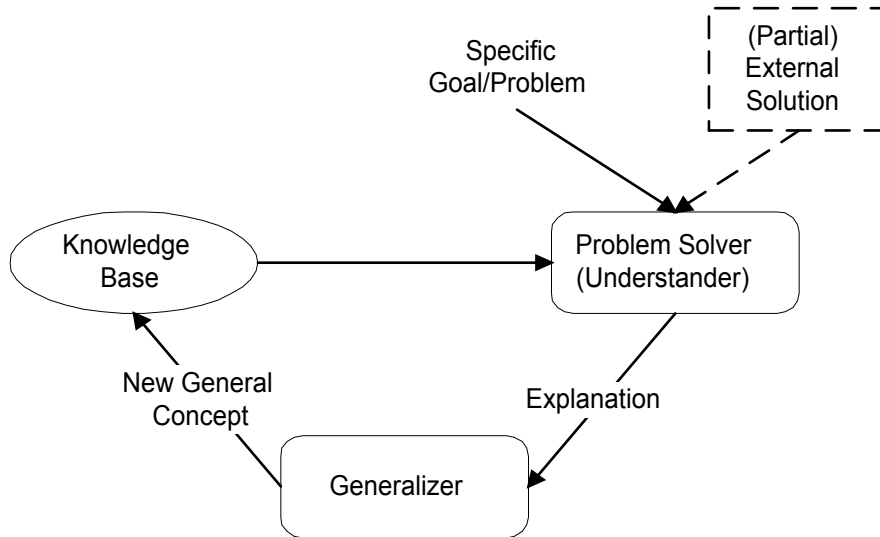 Specific
Goal/Problem
(Partial)
External
Solution
Knowledge
Base
Problem Solver
(Understander)
New General
Concept
Explanation
Generalizer